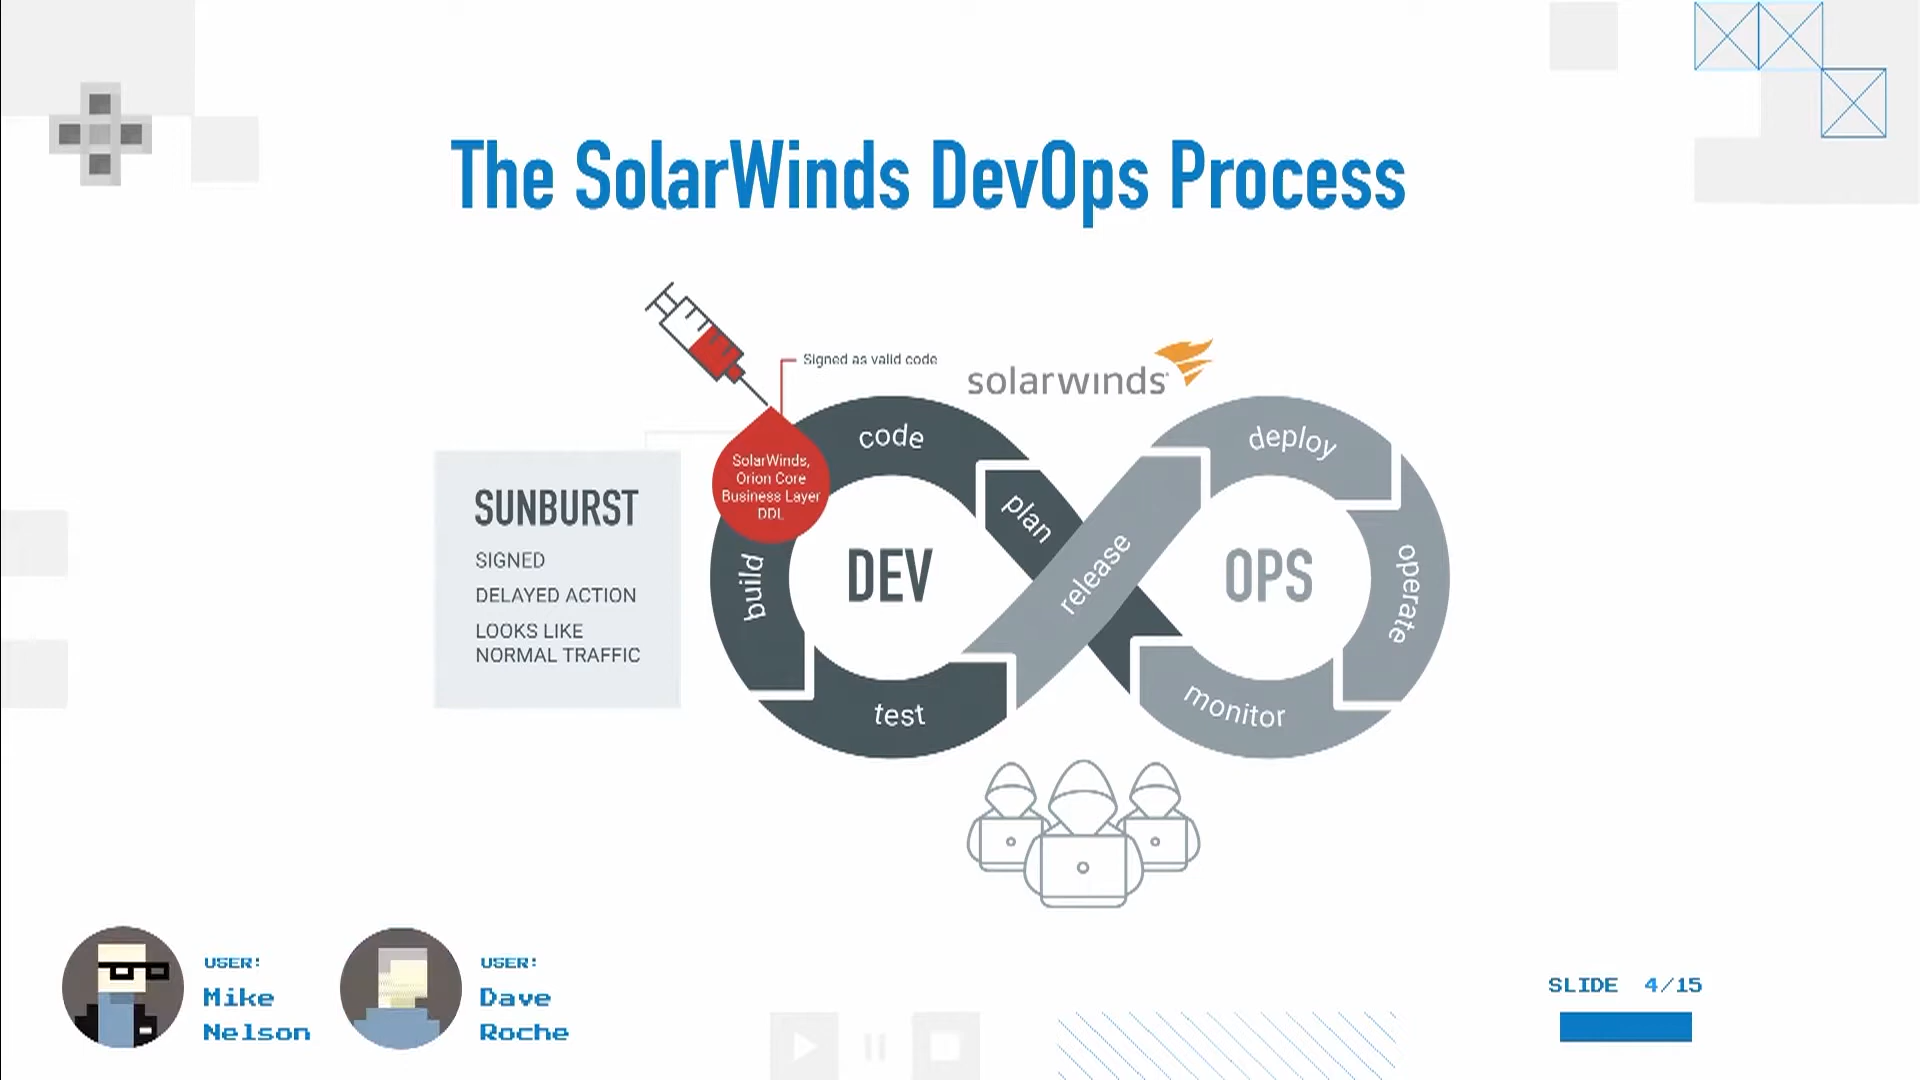 The SolarWinds DevOps Process
Signed as valid code
solarwinds
SUNBURST
SIGNED
DELAYED ACTION
LOOKS LIKE
NORMAL TRAFFIC
SolarWinds,
Orion Core
Business Layer
DDL
code
plan
build
DEV
test
release
deploy
OPS
operate
monitor
USER:
Mike
Nelson
USER:
Dave
Roche
SLIDE 4/15